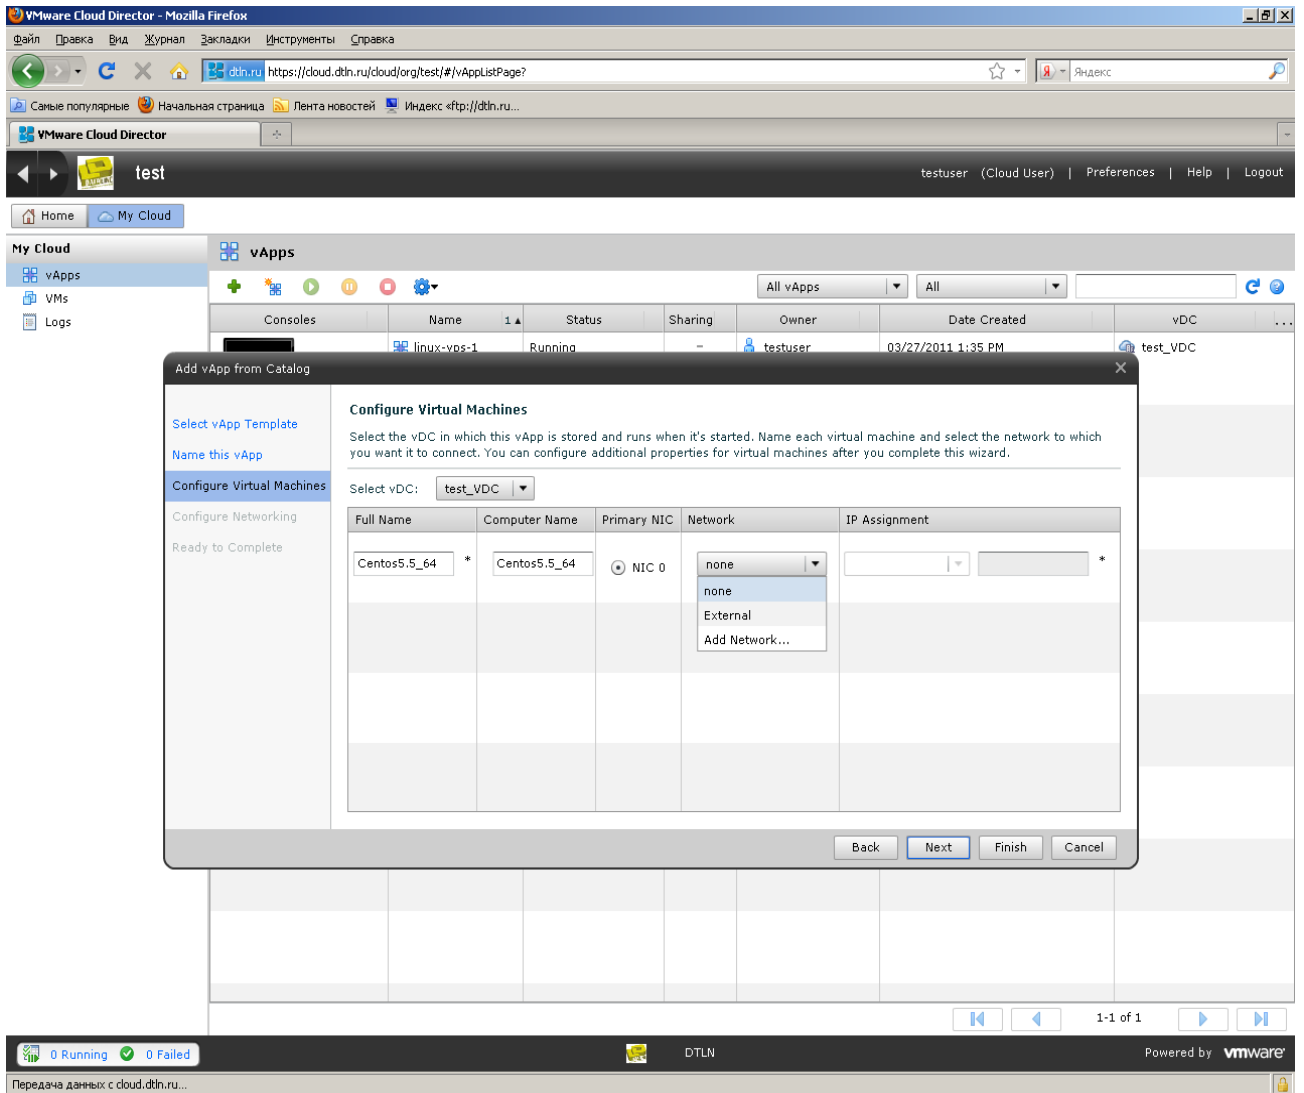 VMware Cloud Director - Mozilla Firefox
Файл Правка Вид Журнал Закладки Инструменты Справка
dtln.ru https://cloud.dtln.ru/cloud/org/test/#/vAppListPage?
Я Яндекс
Самые популярные Начальная страница Лента новостей Индекс «ftp://dtln.ru...
VMware Cloud Director
test
testuser (Cloud User) | Preferences | Help | Logout
Home My Cloud
My Cloud
vApps
VMs
Logs
vApps
All vApps All
Consoles Name 1 Status Sharing Owner Date Created vDC ...
linux-vps-1 Running - testuser 03/27/2011 1:35 PM test_VDC
Add vApp from Catalog
Select vApp Template
Name this vApp
Configure Virtual Machines
Configure Networking
Ready to Complete
Configure Virtual Machines
Select the vDC in which this vApp is stored and runs when it's started. Name each virtual machine and select the network to which
you want it to connect. You can configure additional properties for virtual machines after you complete this wizard.
Select vDC: test_VDC
Full Name Computer Name Primary NIC Network IP Assignment
Centos5.5_64 * Centos5.5_64 NIC 0 none *
none
External
Add Network...
Back Next Finish Cancel
1-1 of 1
0 Running 0 Failed
DTLN
Powered by vmware
Передача данных с cloud.dtln.ru...